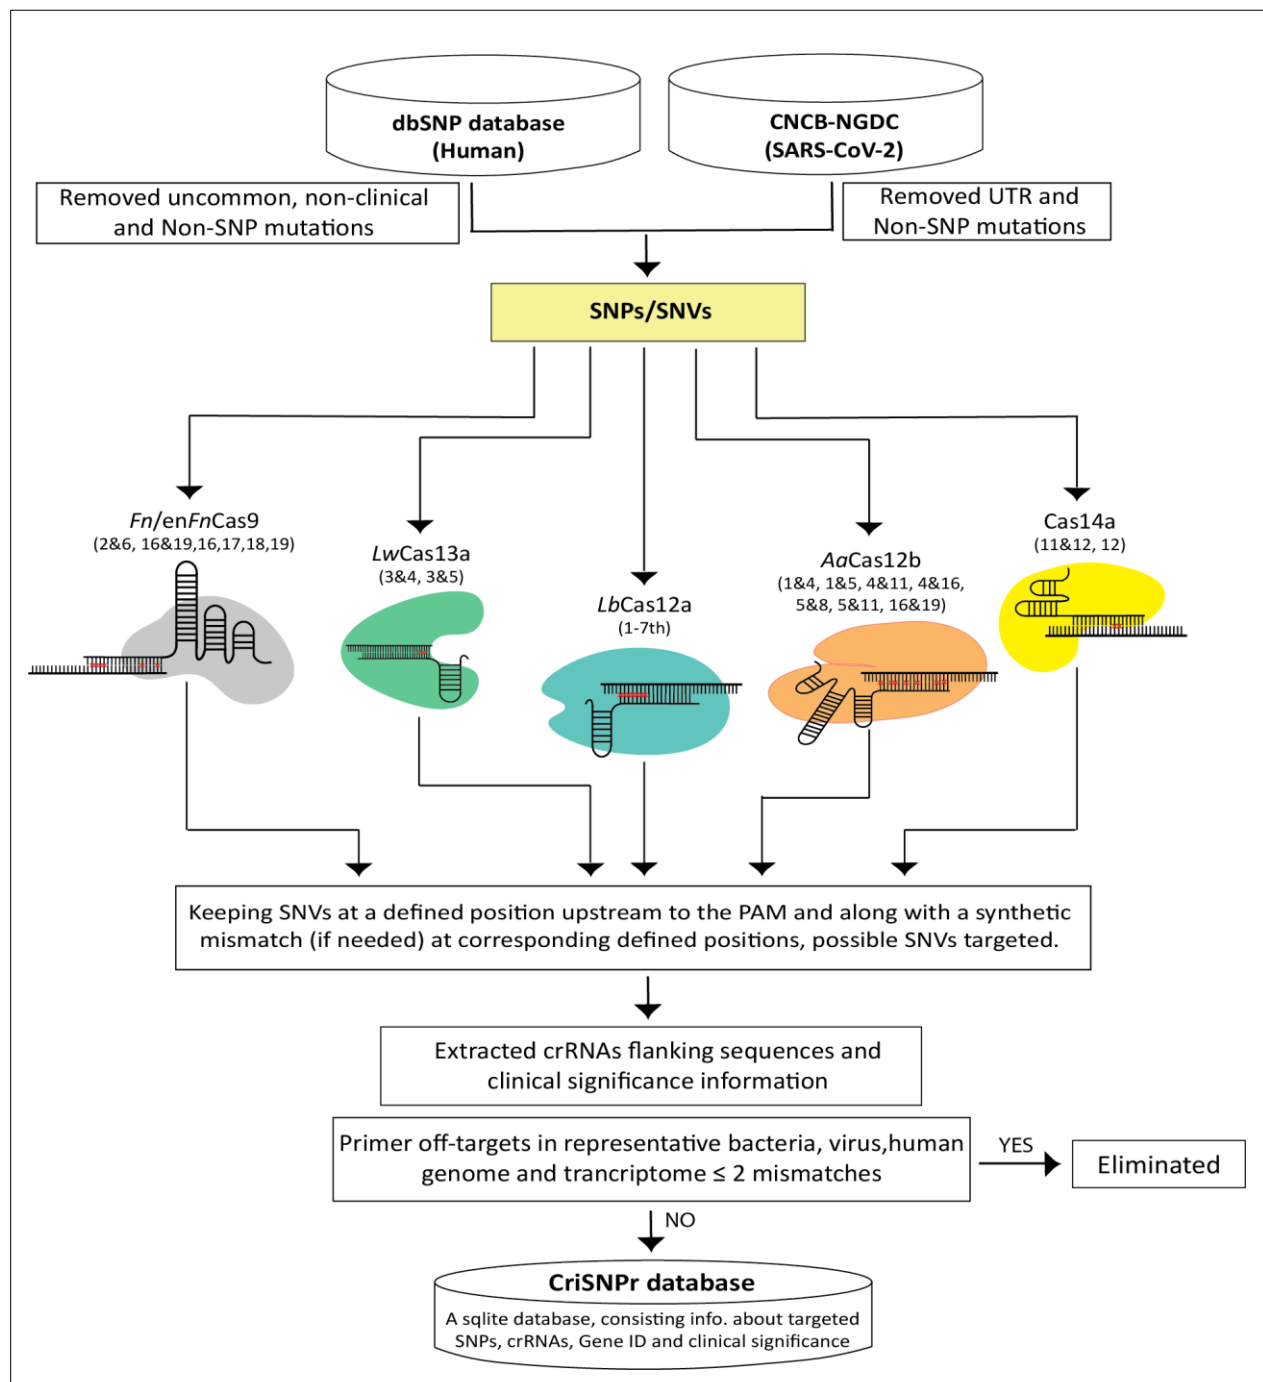 dbSNP database
(Human)
CNCB-NGDC
(SARS-CoV-2)
Removed uncommon, non-clinical
and Non-SNP mutations
Removed UTR and
Non-SNP mutations
SNPs/SNVs
Fn/enFnCas9
(2&6, 16&19,16,17,18,19)
LwCas13a
(3&4, 3&5)
LbCas12a
(1-7th)
AaCas12b
(1&4, 1&5, 4&11, 4&16,
5&8, 5&11, 16&19)
Cas14a
(11&12, 12)
Keeping SNVs at a defined position upstream to the PAM and along with a synthetic
mismatch (if needed) at corresponding defined positions, possible SNVs targeted.
Extracted crRNAs flanking sequences and
clinical significance information
Primer off-targets in representative bacteria, virus,human
genome and trancriptome ≤ 2 mismatches
YES
Eliminated
NO
CriSNPr database
A sqlite database, consisting info. about targeted
SNPs, crRNAs, Gene ID and clinical significance